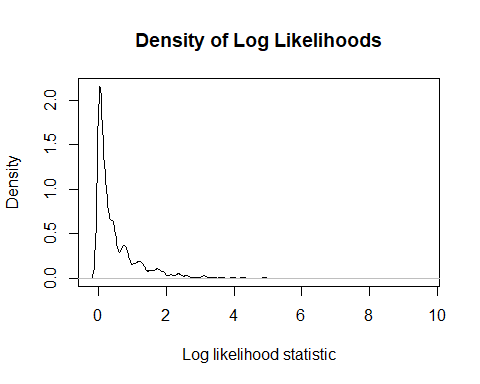 Density of Log Likelihoods
Density
0.0 0.5 1.0 1.5 2.0
0 2 4 6 8 10
Log likelihood statistic